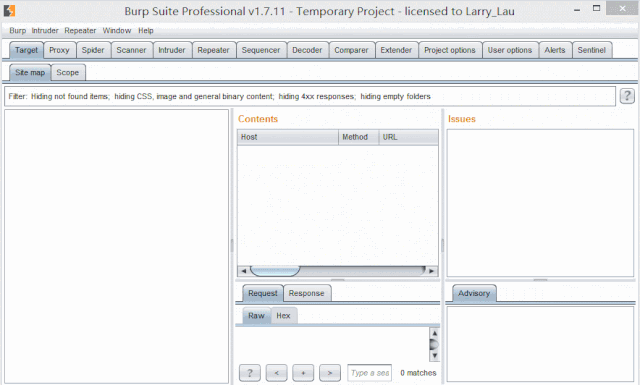 Burp Suite Professional v1.7.11 - Temporary Project - licensed to Larry_Lau
Burp Intruder Repeater Window Help
Target Proxy Spider Scanner Intruder Repeater Sequencer Decoder Comparer Extender Project options User options Alerts Sentinel
Site map Scope
Filter: Hiding not found items; hiding CSS, image and general binary content; hiding 4xx responses; hiding empty folders ?
Contents Issues
Host Method URL
Request Response Advisory
Raw Hex
? < + > Type a sea 0 matches